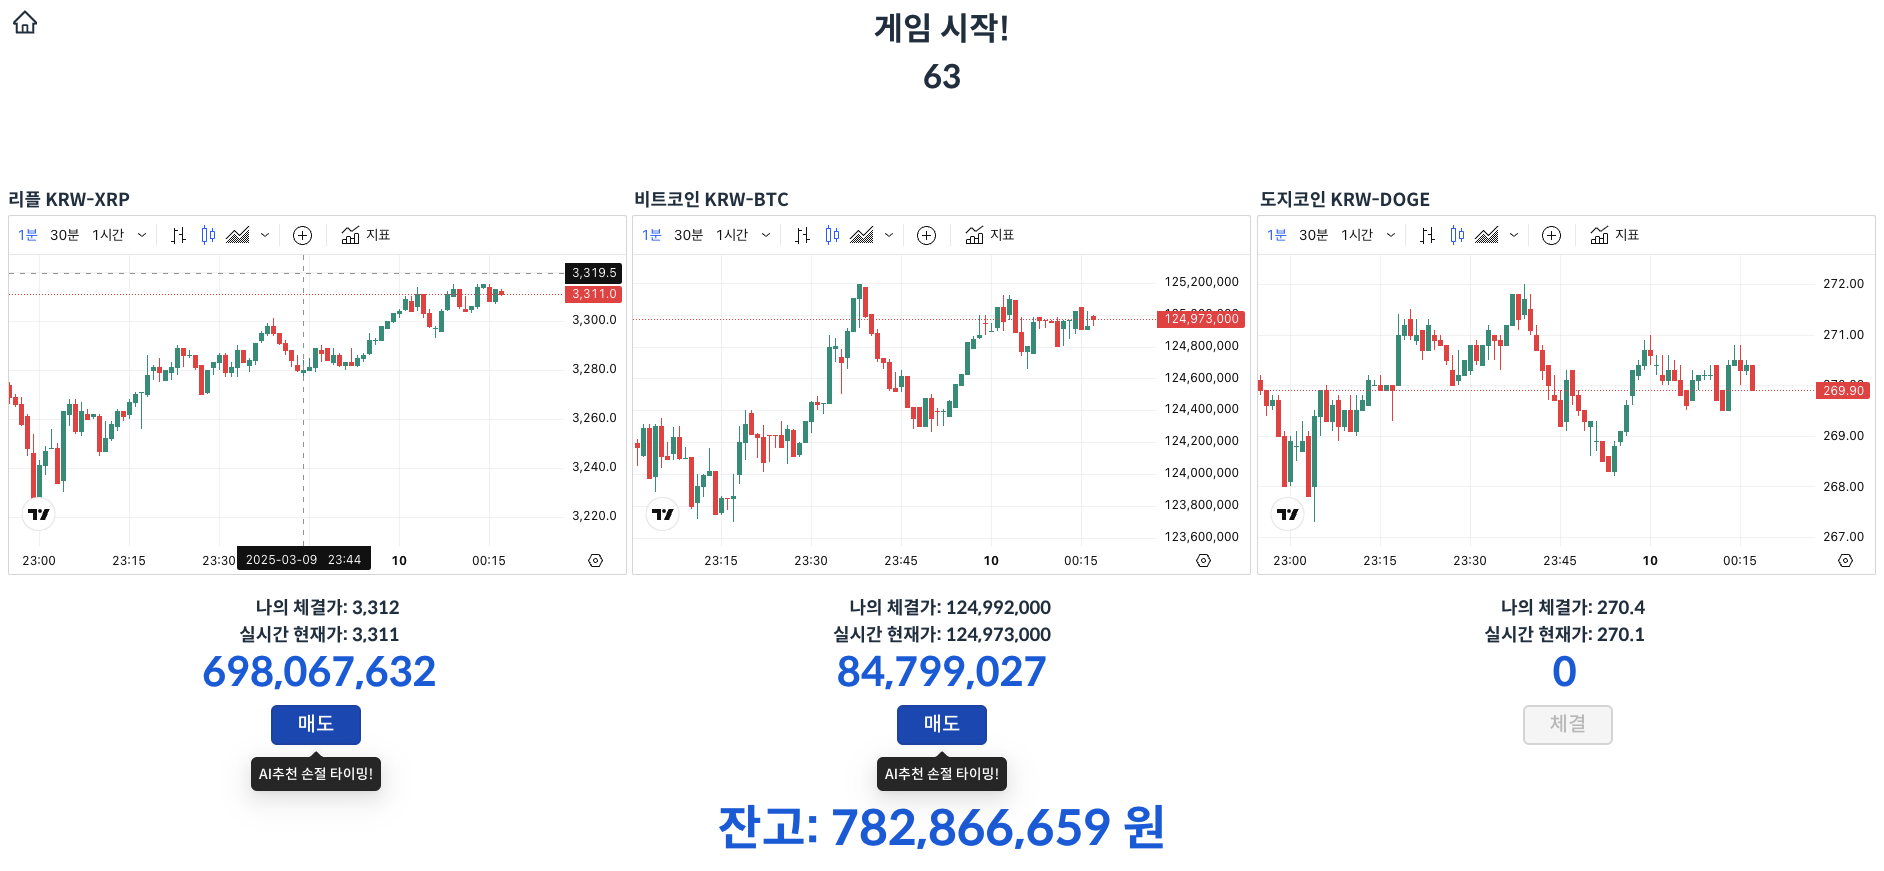 게임 시작!
63
리플 KRW-XRP
1분 30분 1시간 지표
3,319.5
3,311.0
3,300.0
3,280.0
3,260.0
3,240.0
3,220.0
23:00 23:15 23:30 2025-03-09 23:44 10 00:15
나의 체결가: 3,312
실시간 현재가: 3,311
698,067,632
매도
AI추천 손절 타이밍!
비트코인 KRW-BTC
1분 30분 1시간 지표
125,200,000
124,973,000
124,800,000
124,600,000
124,400,000
124,200,000
124,000,000
123,800,000
123,600,000
23:15 23:30 23:45 10 00:15
나의 체결가: 124,992,000
실시간 현재가: 124,973,000
84,799,027
매도
AI추천 손절 타이밍!
도지코인 KRW-DOGE
1분 30분 1시간 지표
272.00
271.00
269.90
269.00
268.00
267.00
23:00 23:15 23:30 23:45 10 00:15
나의 체결가: 270.4
실시간 현재가: 270.1
0
체결
잔고: 782,866,659 원